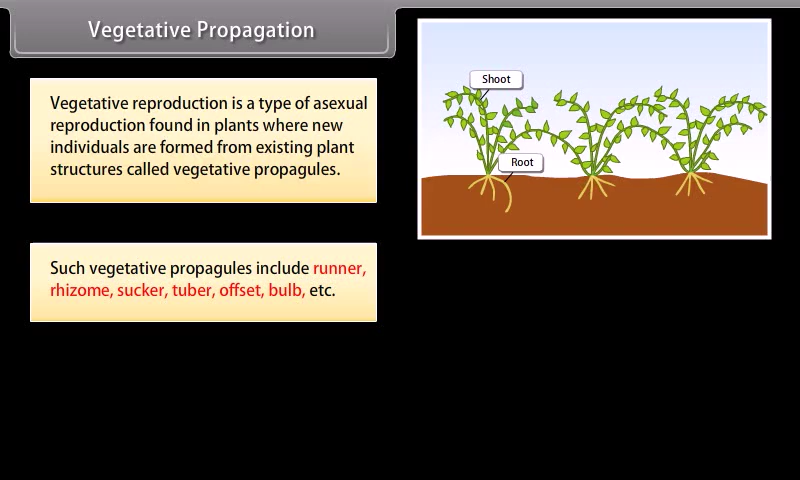 Vegetative Propagation
Vegetative reproduction is a type of asexual
reproduction found in plants where new
individuals are formed from existing plant
structures called vegetative propagules.
Such vegetative propagules include runner,
rhizome, sucker, tuber, offset, bulb, etc.
Shoot
Root